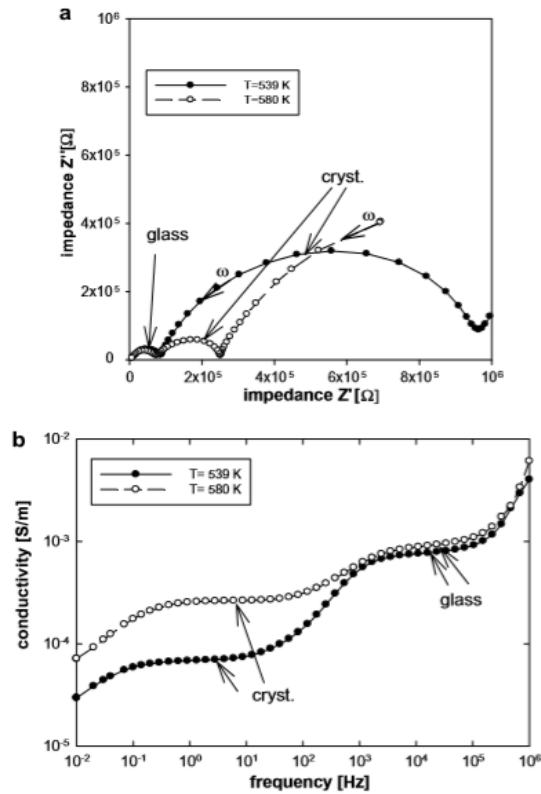 a
10⁶
8x10⁵
6x10⁵
4x10⁵
2x10⁵
0
impedance Z''[Ω]
T=539 K
T=580 K
cryst.
glass
ω
ω
0
2x10⁵
4x10⁵
6x10⁵
8x10⁵
10⁶
impedance Z'[Ω]
b
10⁻²
10⁻³
10⁻⁴
10⁻⁵
conductivity [S/m]
T= 539 K
T= 580 K
glass
cryst.
10⁻²
10⁻¹
10⁰
10¹
10²
10³
10⁴
10⁵
10⁶
frequency [Hz]